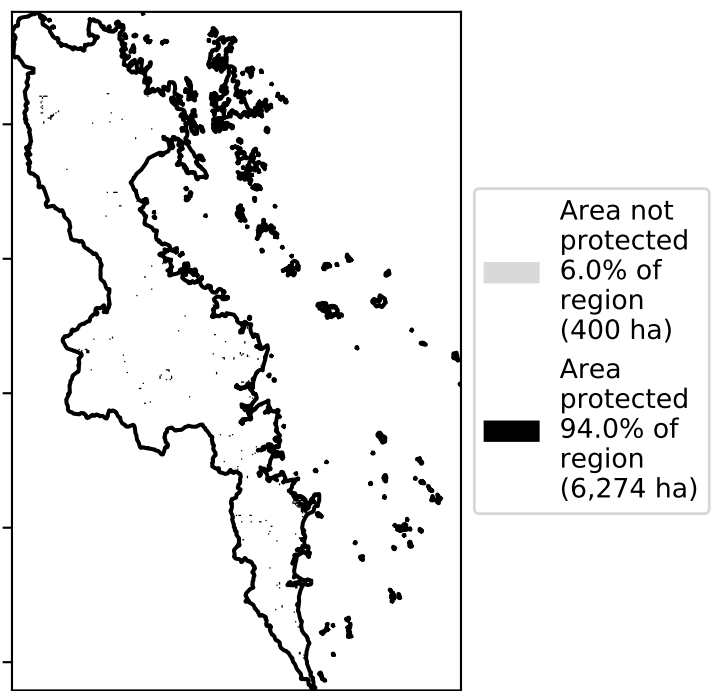 Area not
protected
6.0% of
region
(400 ha)
Area
protected
94.0% of
region
(6,274 ha)